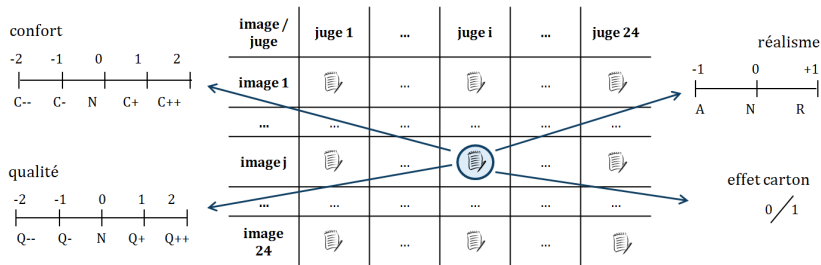 confort
-2 -1 0 1 2
C-- C- N C+ C++
qualité
-2 -1 0 1 2
Q-- Q- N Q+ Q++
image / juge 1 ... juge i ... juge 24
juge
image 1
... ... ... ... ... ...
image j ... ...
... ... ... ... ... ...
image ... ...
24
réalisme
-1 0 +1
A N R
effet carton
0 / 1